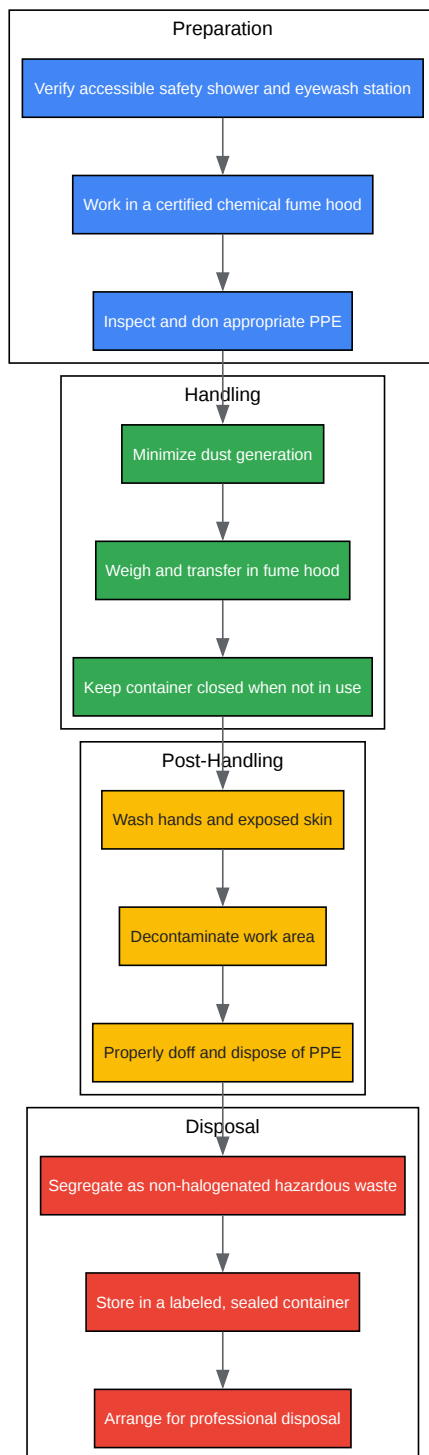 Preparation
Verify accessible safety shower and eyewash station
Work in a certified chemical fume hood
Inspect and don appropriate PPE
Handling
Minimize dust generation
Weigh and transfer in fume hood
Keep container closed when not in use
Post-Handling
Wash hands and exposed skin
Decontaminate work area
Properly doff and dispose of PPE
Disposal
Segregate as non-halogenated hazardous waste
Store in a labeled, sealed container
Arrange for professional disposal